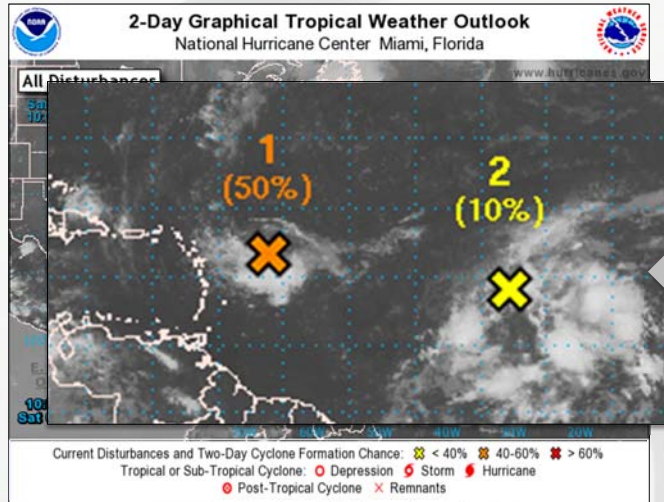 2-Day Graphical Tropical Weather Outlook
National Hurricane Center Miami, Florida
NOAA
All Disturbances
www.hurricanes.gov
1
(50%)
2
(10%)
40W
20W
Sat
Current Disturbances and Two-Day Cyclone Formation Chance: < 40% 40-60% > 60%
Tropical or Sub-Tropical Cyclone: Depression Storm Hurricane
Post-Tropical Cyclone Remnants